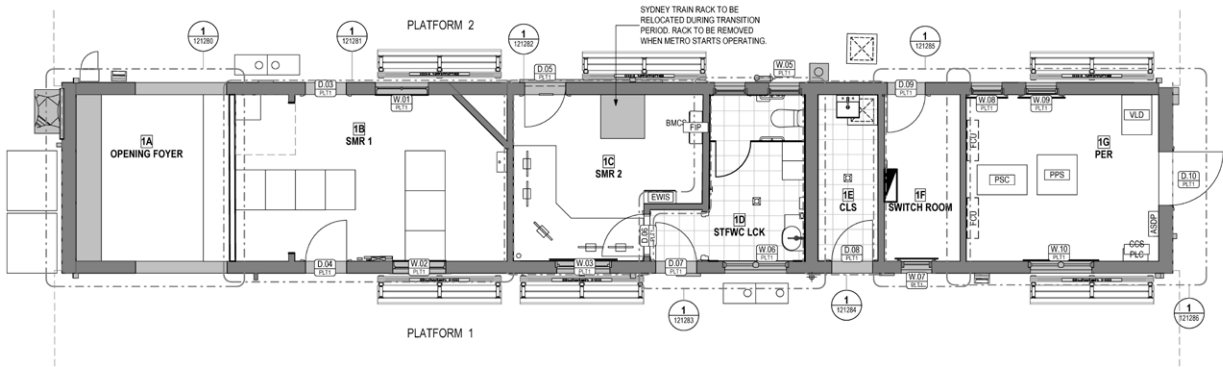 SYDNEY TRAIN RACK TO BE
RELOCATED DURING TRANSITION
PERIOD. RACK TO BE REMOVED
WHEN METRO STARTS OPERATING.
PLATFORM 2
1
121280
1
121281
1
121282
1
121285
D.03
PLT1
W.01
PLT1
D.05
PLT1
W.05
PLT1
D.09
PLT1
W.08
PLT1
W.09
PLT1
1A
OPENING FOYER
1B
SMR 1
1C
SMR 2
BMCP
FIP
EWIS
1D
STFWC LCK
1E
CLS
1F
SWITCH ROOM
1G
PER
VLD
FCU
FCU
PSC
PPS
ASDP
CCS
PLC
D.10
PLT1
D.04
PLT1
W.02
PLT1
W.03
PLT1
D.06
PLT1
D.07
PLT1
W.06
PLT1
D.08
PLT1
W.07
W.10
PLT1
1
121283
1
121284
1
121286
PLATFORM 1